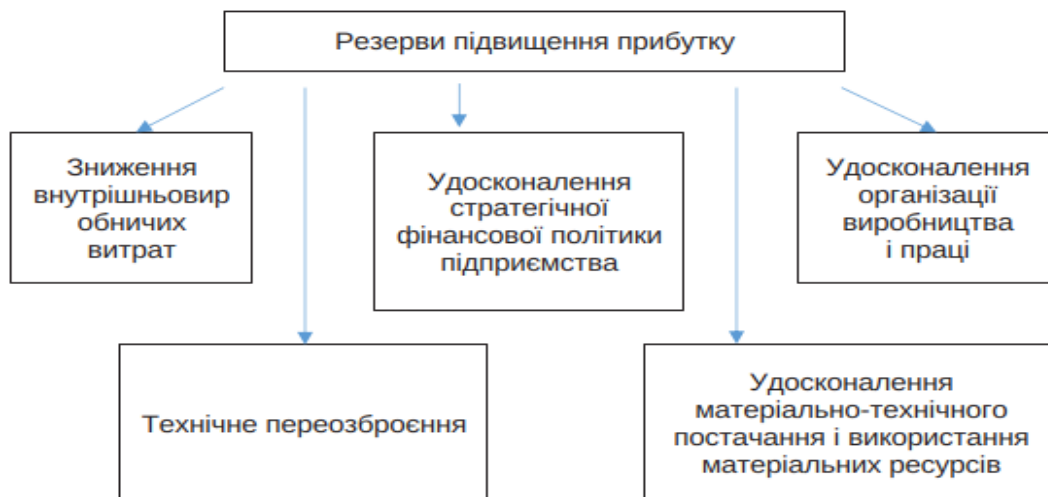 Резерви підвищення прибутку
Зниження
внутрішньовир
обничих
витрат
Удосконалення
стратегічної
фінансової політики
підприємства
Удосконалення
організації
виробництва
і праці
Технічне переозброєння
Удосконалення
матеріально-технічного
постачання і використання
матеріальних ресурсів